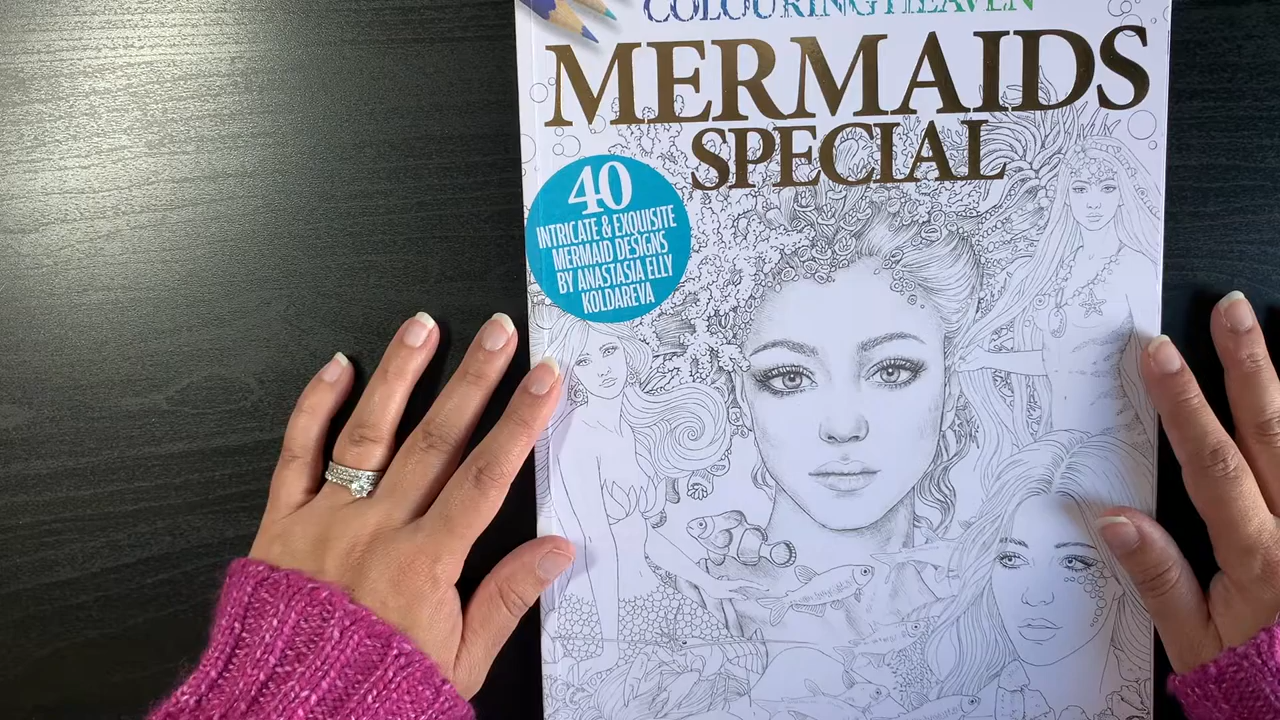 COLOURING HEAVEN
MERMAIDS
SPECIAL
40
INTRICATE & EXQUISITE
MERMAID DESIGNS
BY ANASTASIA ELLY
KOLDAREVA